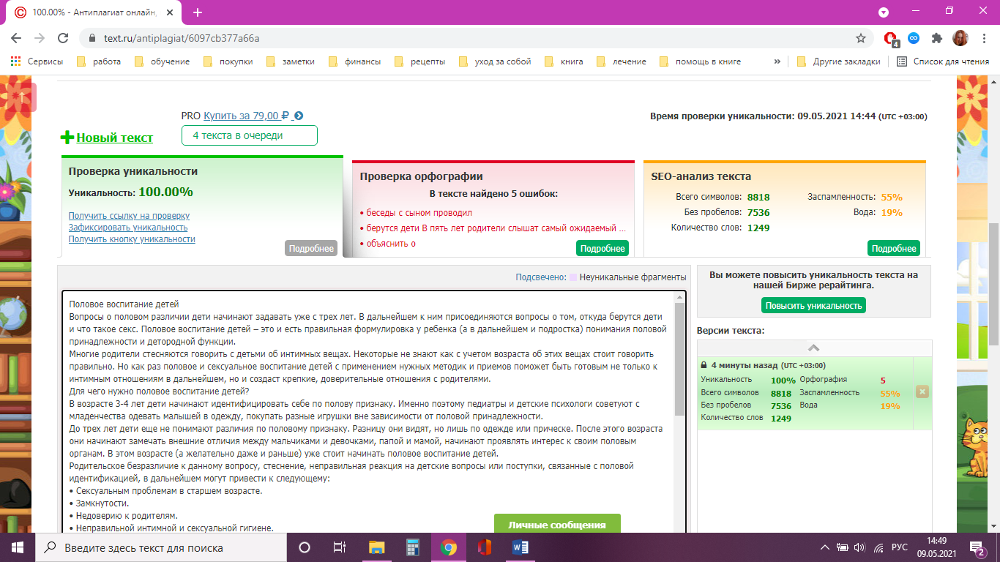 100.00% - Антиплагиат онлайн,
text.ru/antiplagiat/6097cb377a66a
4
Сервисы работа обучение покупки заметки финансы рецепты уход за собой книга лечение помощь в книге » Другие закладки Список для чтения
PRO Купить за 79,00 ₽
Время проверки уникальности: 09.05.2021 14:44 (UTC +03:00)
Новый текст
4 текста в очереди
Проверка уникальности
Уникальность: 100.00%
Получить ссылку на проверку
Зафиксировать уникальность
Получить кнопку уникальности
Подробнее
Проверка орфографии
В тексте найдено 5 ошибок:
• беседы с сыном проводил
• берутся дети В пять лет родители слышат самый ожидаемый ...
• объяснить о
Подробнее
SEO-анализ текста
Всего символов: 8818 Заспамленность: 55%
Без пробелов: 7536 Вода: 19%
Количество слов: 1249
Подробнее
Подсвечено: Неуникальные фрагменты
Половое воспитание детей
Вопросы о половом различии дети начинают задавать уже с трех лет. В дальнейшем к ним присоединяются вопросы о том, откуда берутся дети
и что такое секс. Половое воспитание детей – это и есть правильная формулировка у ребенка (а в дальнейшем и подростка) понимания половой
принадлежности и детородной функции.
Многие родители стесняются говорить с детьми об интимных вещах. Некоторые не знают как с учетом возраста об этих вещах стоит говорить
правильно. Но как раз половое и сексуальное воспитание детей с применением нужных методик и приемов поможет быть готовым не только к
интимным отношениям в дальнейшем, но и создаст крепкие, доверительные отношения с родителями.
Для чего нужно половое воспитание детей?
В возрасте 3-4 лет дети начинают идентифицировать себе по полову признаку. Именно поэтому педиатры и детские психологи советуют с
младенчества одевать малышей в одежду, покупать разные игрушки вне зависимости от половой принадлежности.
До трех лет дети еще не понимают различия по половому признаку. Разницу они видят, но лишь по одежде или прическе. После этого возраста
они начинают замечать внешние отличия между мальчиками и девочками, папой и мамой, начинают проявлять интерес к своим половым
органам. В этом возрасте (а желательно даже и раньше) уже стоит начинать половое воспитание детей.
Родительское безразличие к данному вопросу, стеснение, неправильная реакция на детские вопросы или поступки, связанные с половой
идентификацией, в дальнейшем могут привести к следующему:
• Сексуальным проблемам в старшем возрасте.
• Замкнутости.
• Недоверию к родителям.
• Неправильной интимной и сексуальной гигиене.
Вы можете повысить уникальность текста на
нашей Бирже рерайтинга.
Повысить уникальность
Версии текста:
4 минуты назад (UTC +03:00)
Уникальность 100% Орфография 5
Всего символов 8818 Заспамленность 55%
Без пробелов 7536 Вода 19%
Количество слов 1249
Личные сообщения
Введите здесь текст для поиска
РУС
14:49
09.05.2021
2